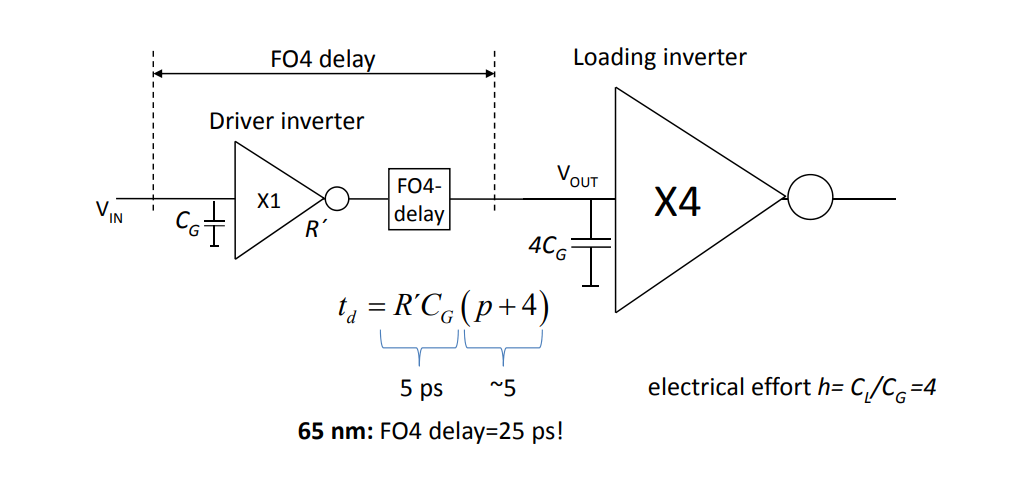 FO4 delay
Loading inverter
Driver inverter
V_IN
C_G
X1
R´
FO4-
delay
V_OUT
4C_G
X4
t_d = R´C_G (p + 4)
5 ps
~5
electrical effort h= C_L/C_G=4
65 nm: FO4 delay=25 ps!